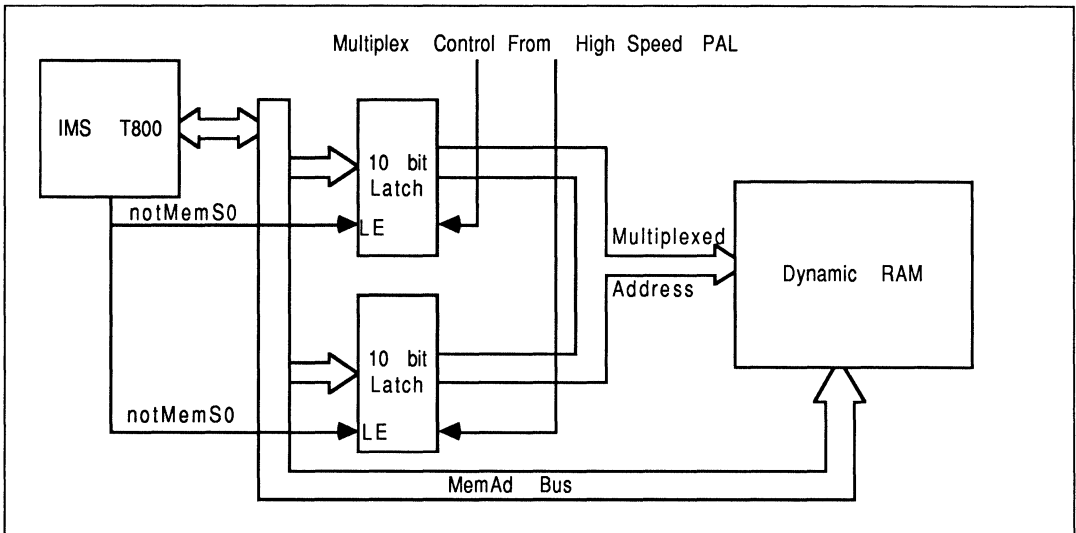 Multiplex Control From High Speed PAL
IMS T800
10 bit
Latch
notMemS0
LE
Multiplexed
Address
Dynamic RAM
10 bit
Latch
notMemS0
LE
MemAd Bus